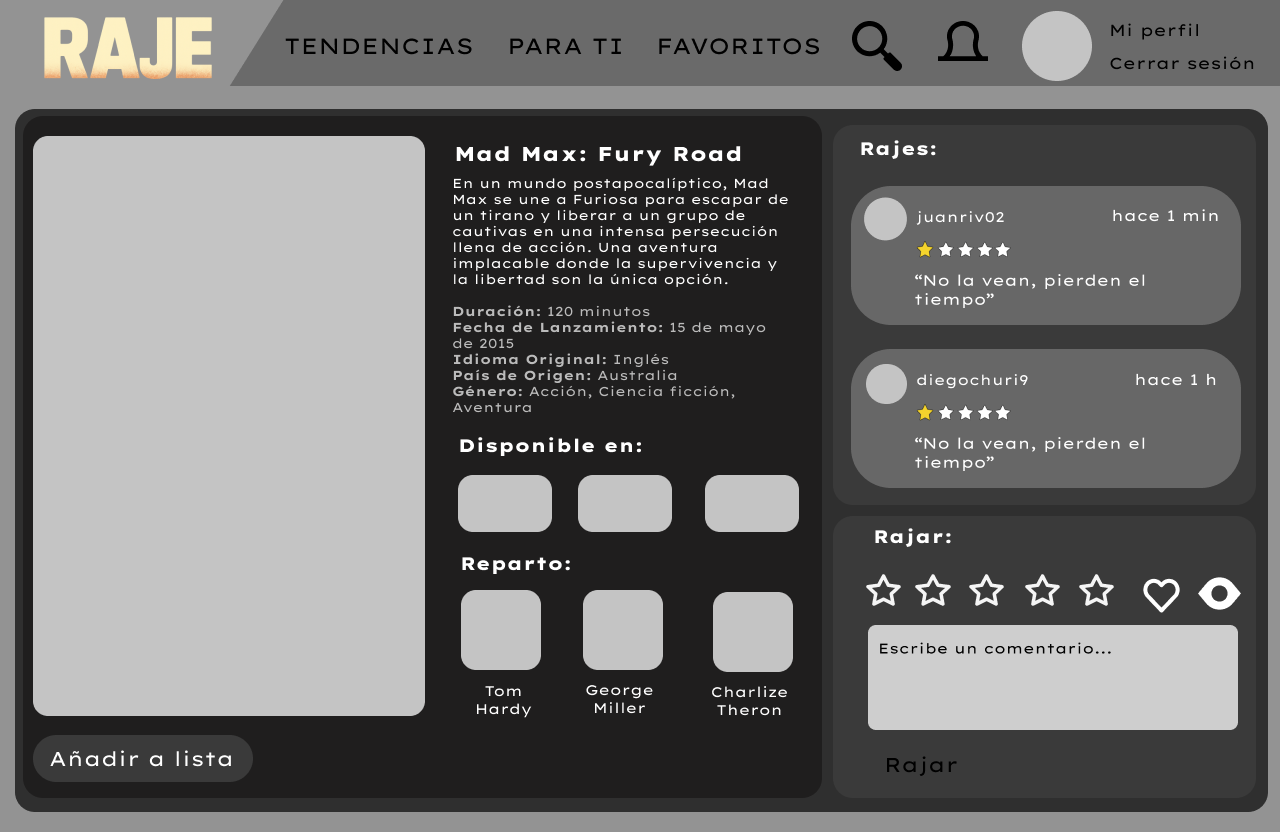 RAJE
TENDENCIAS
PARA TI
FAVORITOS
Mi perfil
Cerrar sesión
Mad Max: Fury Road
En un mundo postapocalíptico, Mad
Max se une a Furiosa para escapar de
un tirano y liberar a un grupo de
cautivas en una intensa persecución
llena de acción. Una aventura
implacable donde la supervivencia y
la libertad son la única opción.
Duración: 120 minutos
Fecha de Lanzamiento: 15 de mayo
de 2015
Idioma Original: Inglés
País de Origen: Australia
Género: Acción, Ciencia ficción,
Aventura
Disponible en:
Reparto:
Tom
Hardy
George
Miller
Charlize
Theron
Añadir a lista
Rajes:
juanriv02
hace 1 min
“No la vean, pierden el
tiempo”
diegochuri9
hace 1 h
“No la vean, pierden el
tiempo”
Rajar:
Escribe un comentario...
Rajar